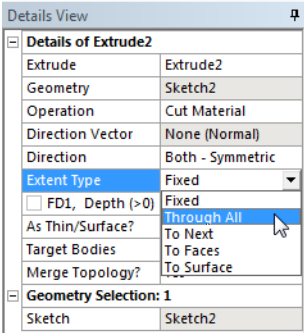 Details View
Details of Extrude2
Extrude Extrude2
Geometry Sketch2
Operation Cut Material
Direction Vector None (Normal)
Direction Both - Symmetric
Extent Type Fixed
FD1, Depth (>0) Fixed
Through All
As Thin/Surface? To Next
Target Bodies To Faces
Merge Topology? To Surface
Geometry Selection: 1
Sketch Sketch2